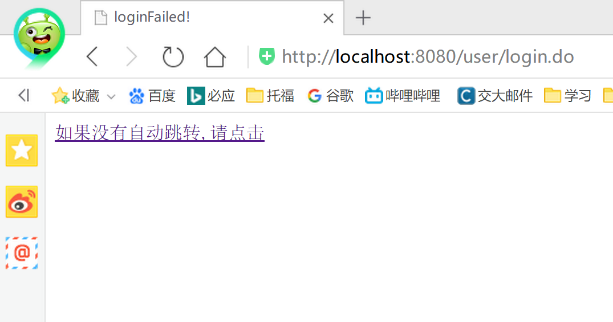 loginFailed!
http://localhost:8080/user/login.do
收藏 百度 必应 托福 谷歌 哔哩哔哩 交大邮件 学习
如果没有自动跳转,请点击
@